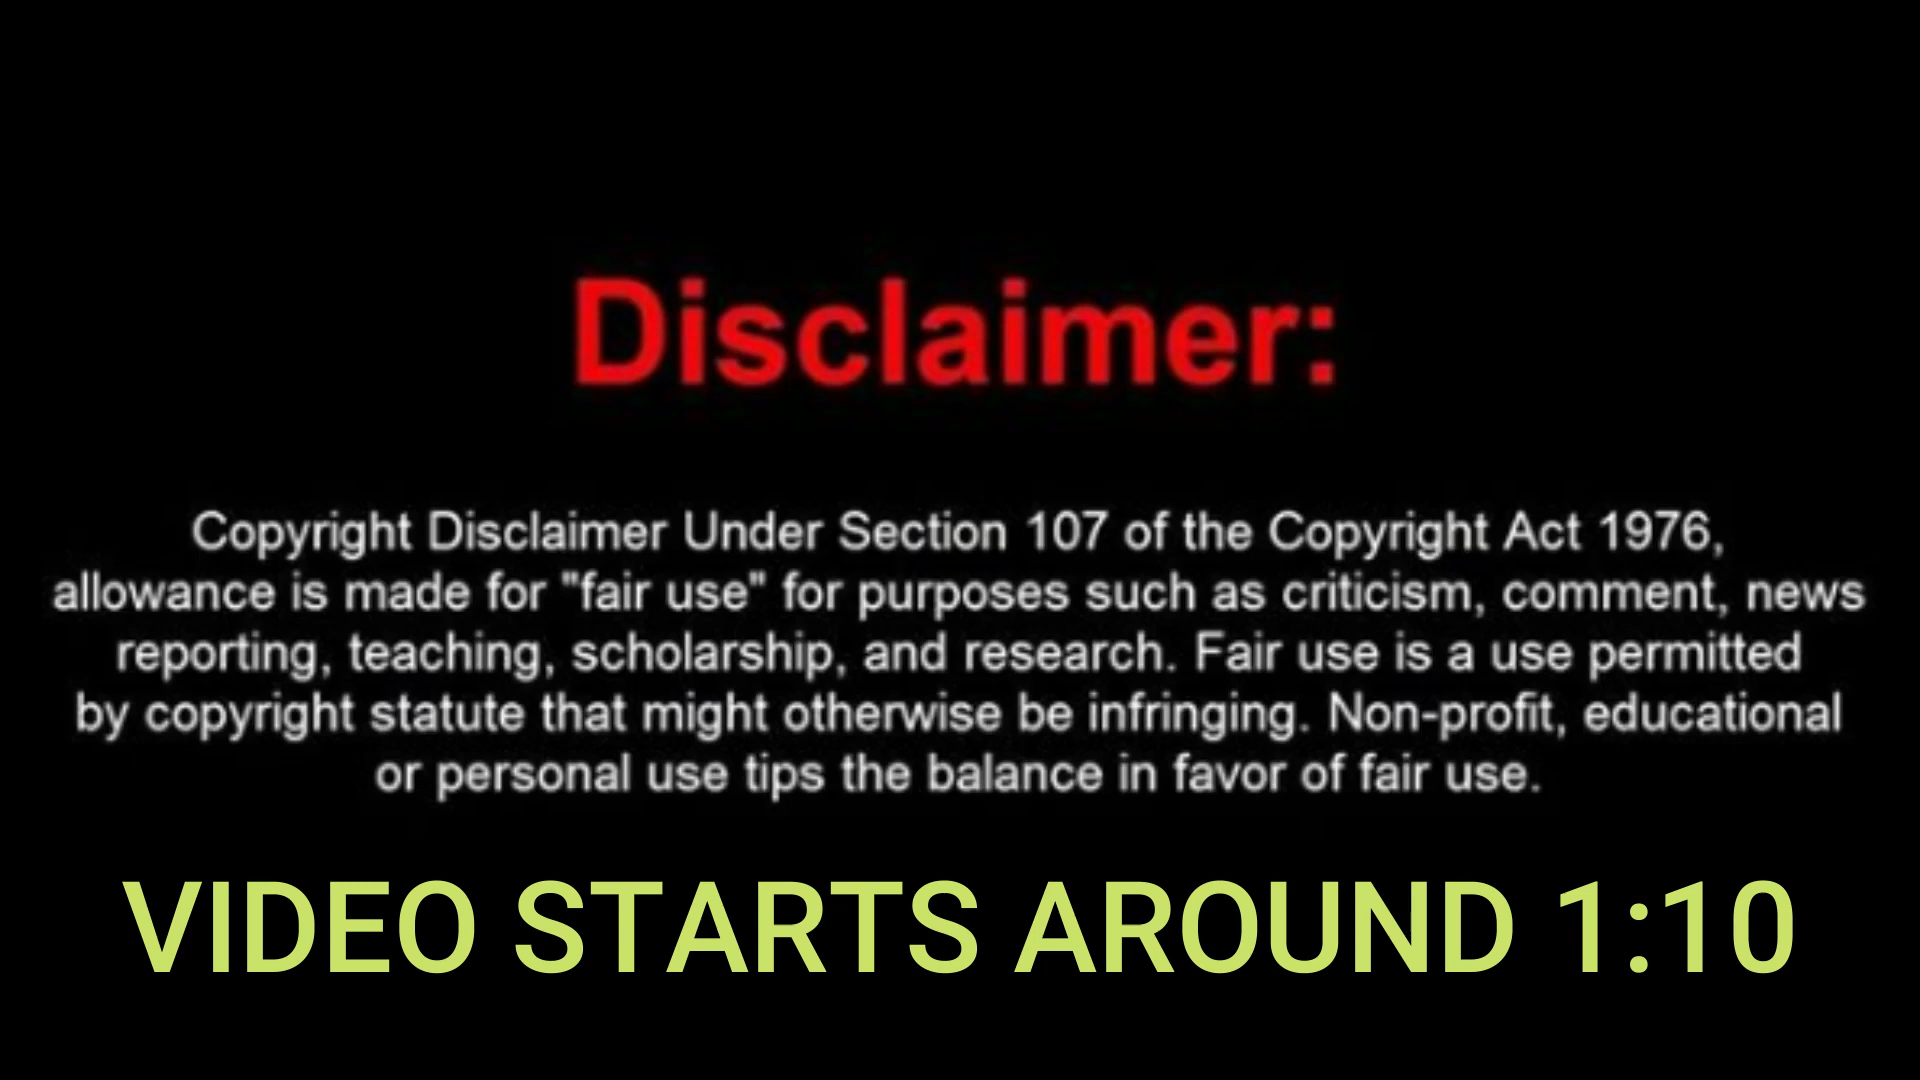 Disclaimer:
Copyright Disclaimer Under Section 107 of the Copyright Act 1976,
allowance is made for "fair use" for purposes such as criticism, comment, news
reporting, teaching, scholarship, and research. Fair use is a use permitted
by copyright statute that might otherwise be infringing. Non-profit, educational
or personal use tips the balance in favor of fair use.
VIDEO STARTS AROUND 1:10